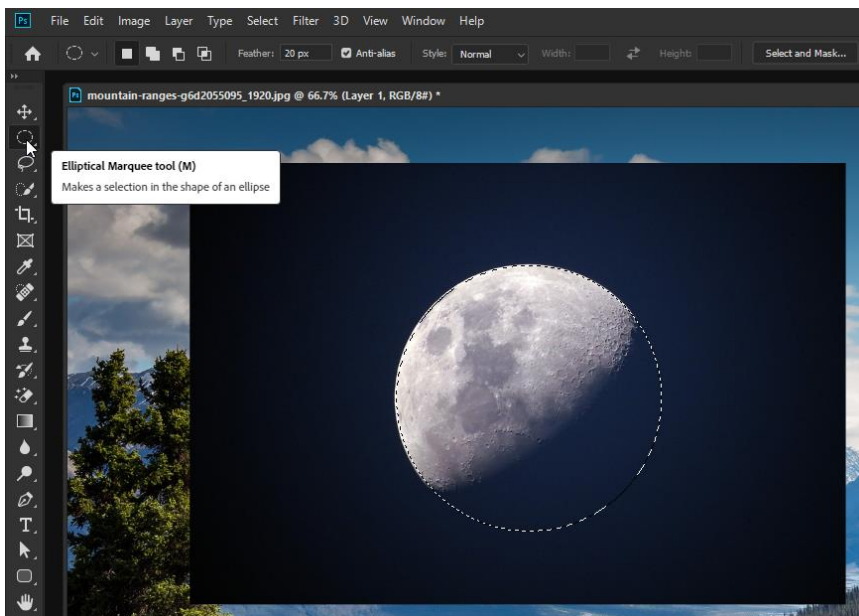 Ps File Edit Image Layer Type Select Filter 3D View Window Help
Feather: 20 px Anti-alias Style: Normal Width: Height: Select and Mask...
Ps mountain-ranges-g6d2055095_1920.jpg @ 66.7% (Layer 1, RGB/8#) *
Elliptical Marquee tool (M)
Makes a selection in the shape of an ellipse
T